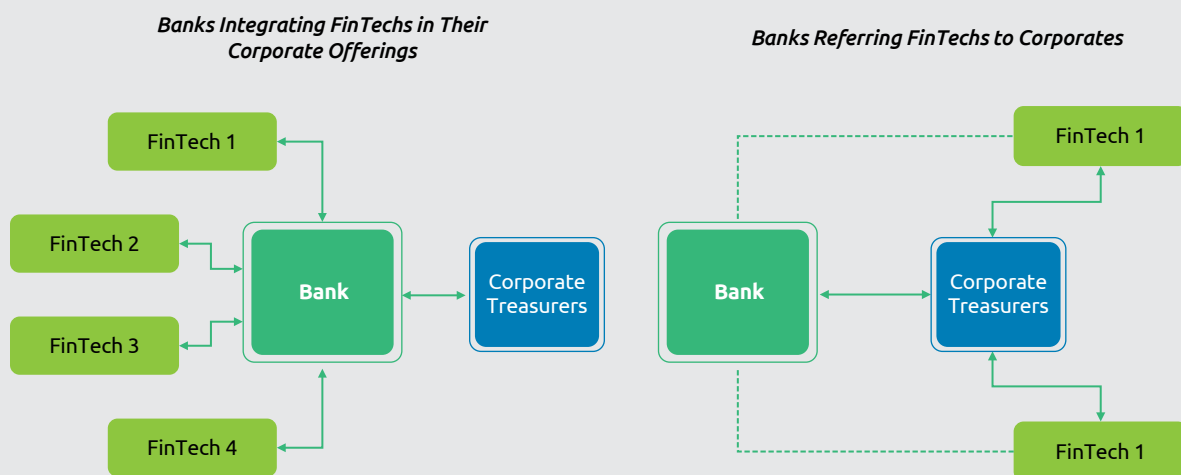 Banks Integrating FinTechs in Their
Corporate Offerings
FinTech 1
FinTech 2
FinTech 3
FinTech 4
Bank
Corporate
Treasurers
Banks Referring FinTechs to Corporates
FinTech 1
Bank
Corporate
Treasurers
FinTech 1